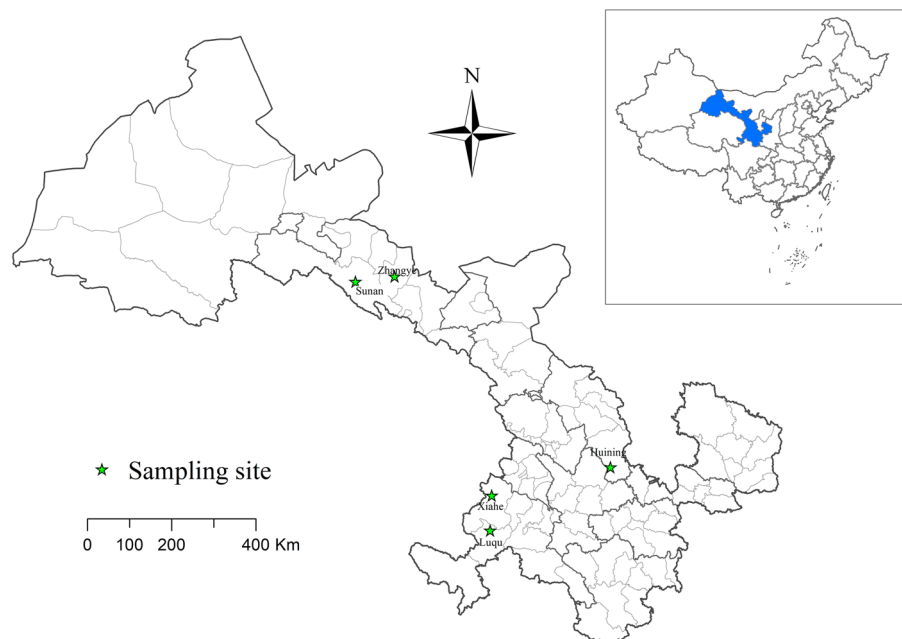 N
Zhangye
Sunan
Huining
Sampling site
Xiahe
Luqu
0 100 200 400 Km